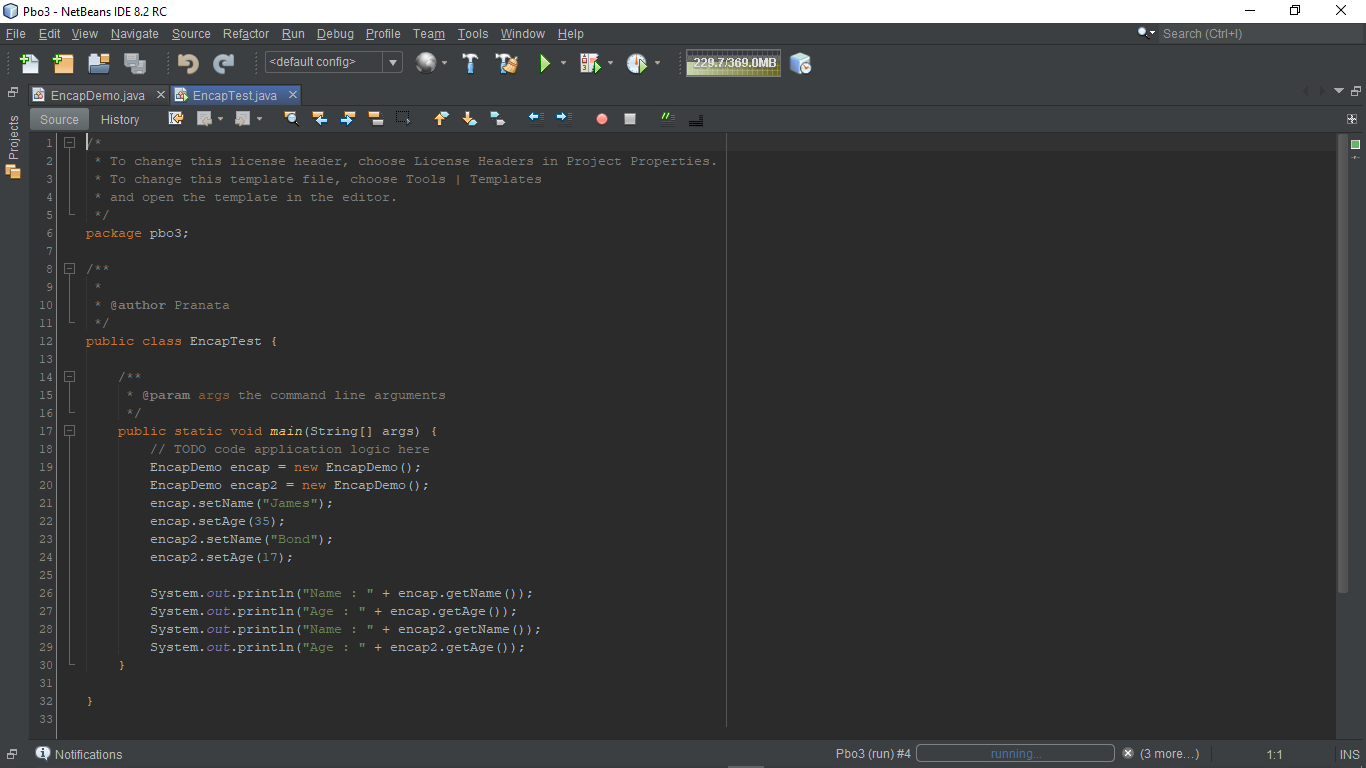 Pbo3 - NetBeans IDE 8.2 RC
File Edit View Navigate Source Refactor Run Debug Profile Team Tools Window Help
Search (Ctrl+I)
<default config>
229.7/369.0MB
EncapDemo.java
EncapTest.java
Projects
Source History
1 /*
2 * To change this license header, choose License Headers in Project Properties.
3 * To change this template file, choose Tools | Templates
4 * and open the template in the editor.
5 */
6 package pbo3;
7
8 /**
9 *
10 * @author Pranata
11 */
12 public class EncapTest {
13
14 /**
15 * @param args the command line arguments
16 */
17 public static void main(String[] args) {
18 // TODO code application logic here
19 EncapDemo encap = new EncapDemo();
20 EncapDemo encap2 = new EncapDemo();
21 encap.setName("James");
22 encap.setAge(35);
23 encap2.setName("Bond");
24 encap2.setAge(17);
25
26 System.out.println("Name : " + encap.getName());
27 System.out.println("Age : " + encap.getAge());
28 System.out.println("Name : " + encap2.getName());
29 System.out.println("Age : " + encap2.getAge());
30 }
31
32 }
33
Notifications
Pbo3 (run) #4
running...
(3 more...)
1:1
INS